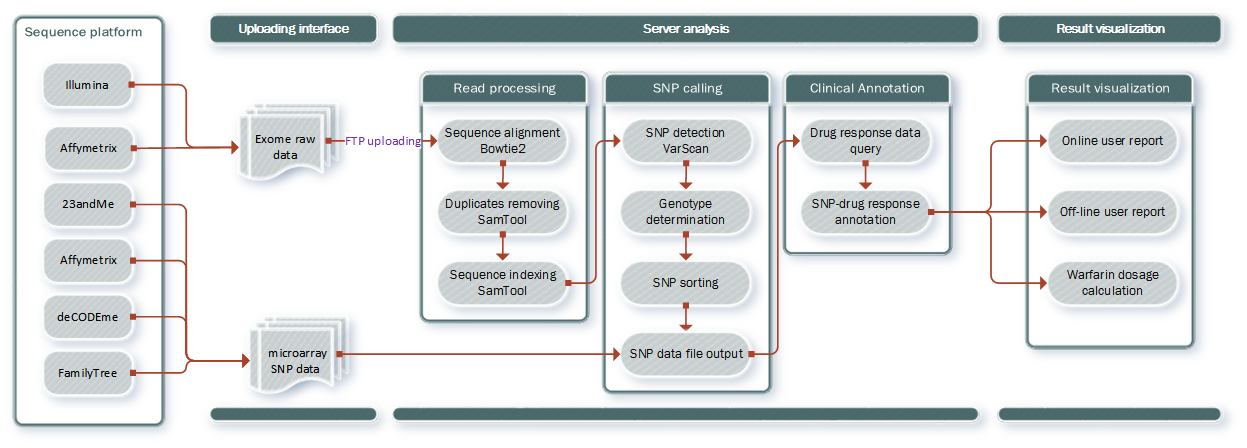 Sequence platform
Uploading interface
Server analysis
Result visualization
Illumina
Affymetrix
23andMe
Affymetrix
deCODEme
FamilyTree
Exome raw
data
FTP uploading
microarray
SNP data
Read processing
Sequence alignment
Bowtie2
Duplicates removing
SamTool
Sequence indexing
SamTool
SNP calling
SNP detection
VarScan
Genotype
determination
SNP sorting
SNP data file output
Clinical Annotation
Drug response data
query
SNP-drug response
annotation
Result visualization
Online user report
Off-line user report
Warfarin dosage
calculation